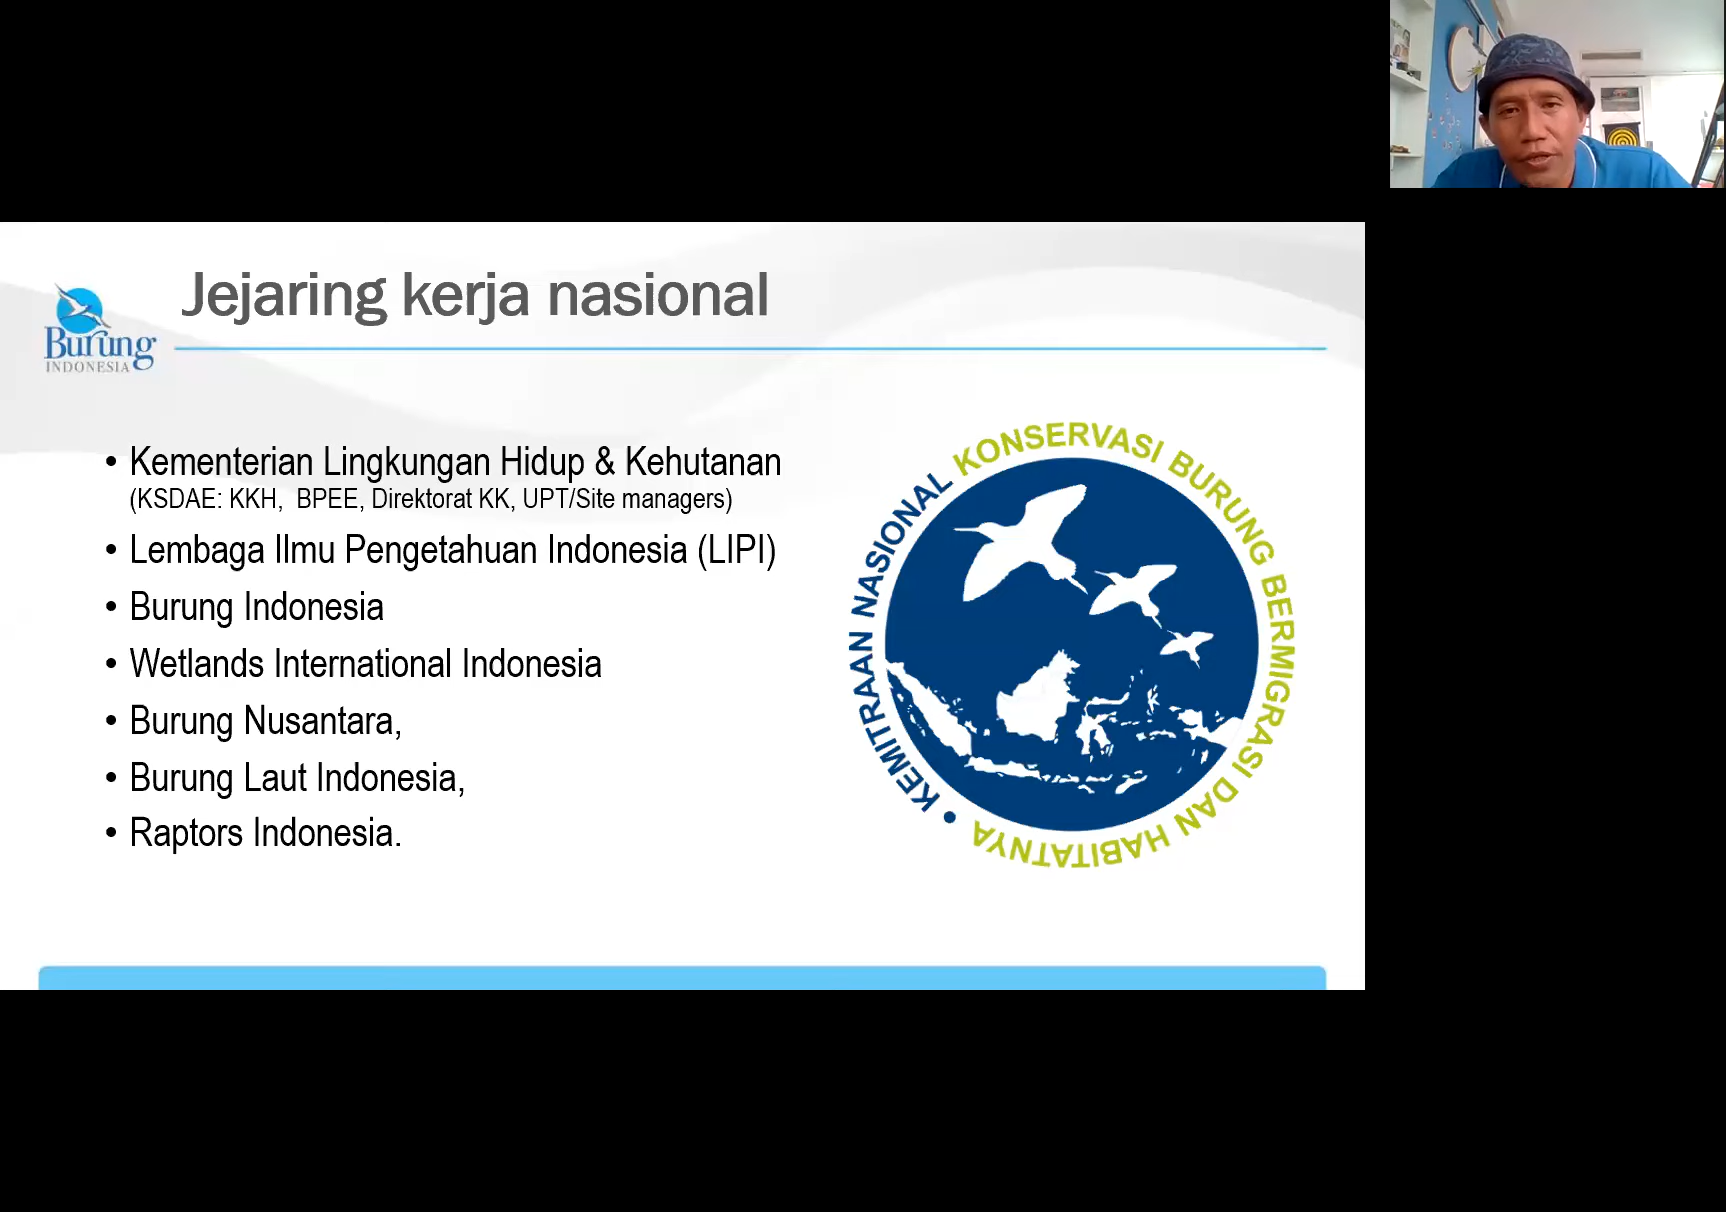 Jejaring kerja nasional
Burung
INDONESIA
• Kementerian Lingkungan Hidup & Kehutanan
(KSDAE: KKH, BPEE, Direktorat KK, UPT/Site managers)
• Lembaga Ilmu Pengetahuan Indonesia (LIPI)
• Burung Indonesia
• Wetlands International Indonesia
• Burung Nusantara,
• Burung Laut Indonesia,
• Raptors Indonesia.
• KEMITRAAN NASIONAL KONSERVASI BURUNG BERMIGRASI DAN HABITATNYA